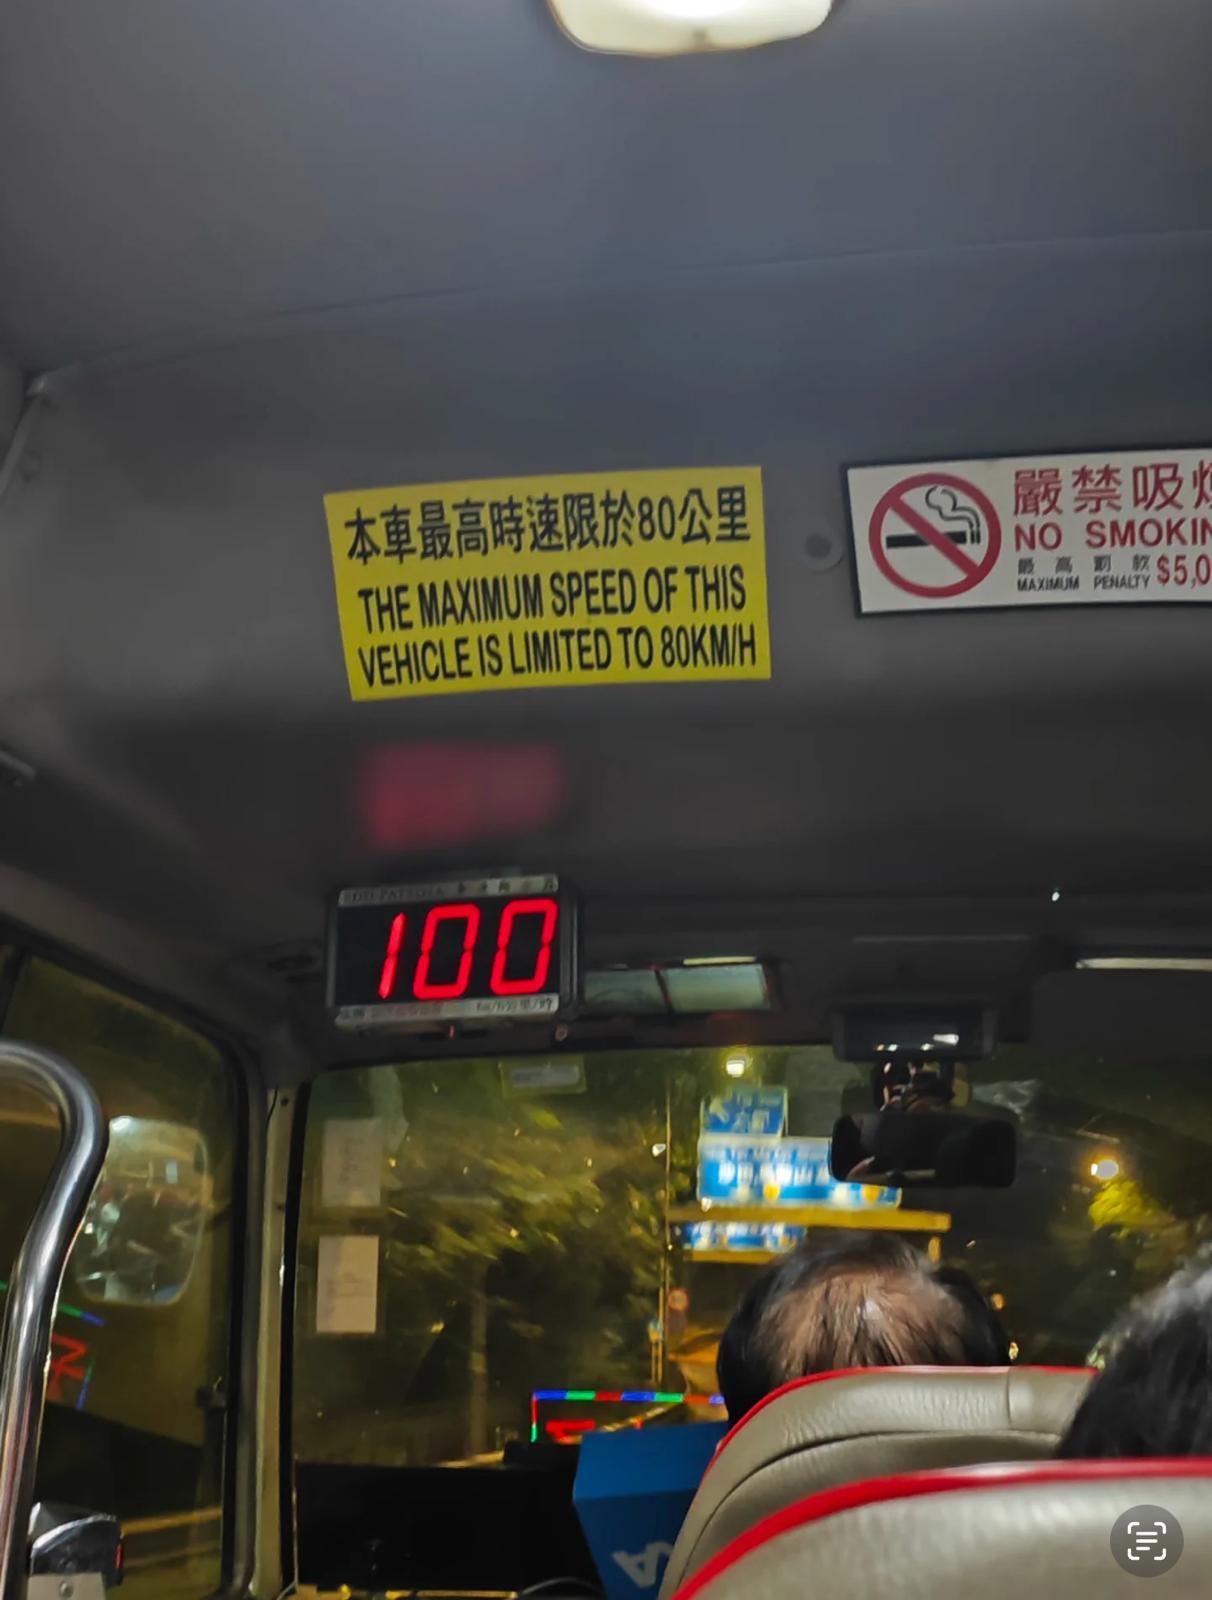 本車最高時速限於80公里
THE MAXIMUM SPEED OF THIS
VEHICLE IS LIMITED TO 80KM/H
嚴禁吸
NO SMOKIN
最高罰款
MAXIMUM PENALTY $5,0
100